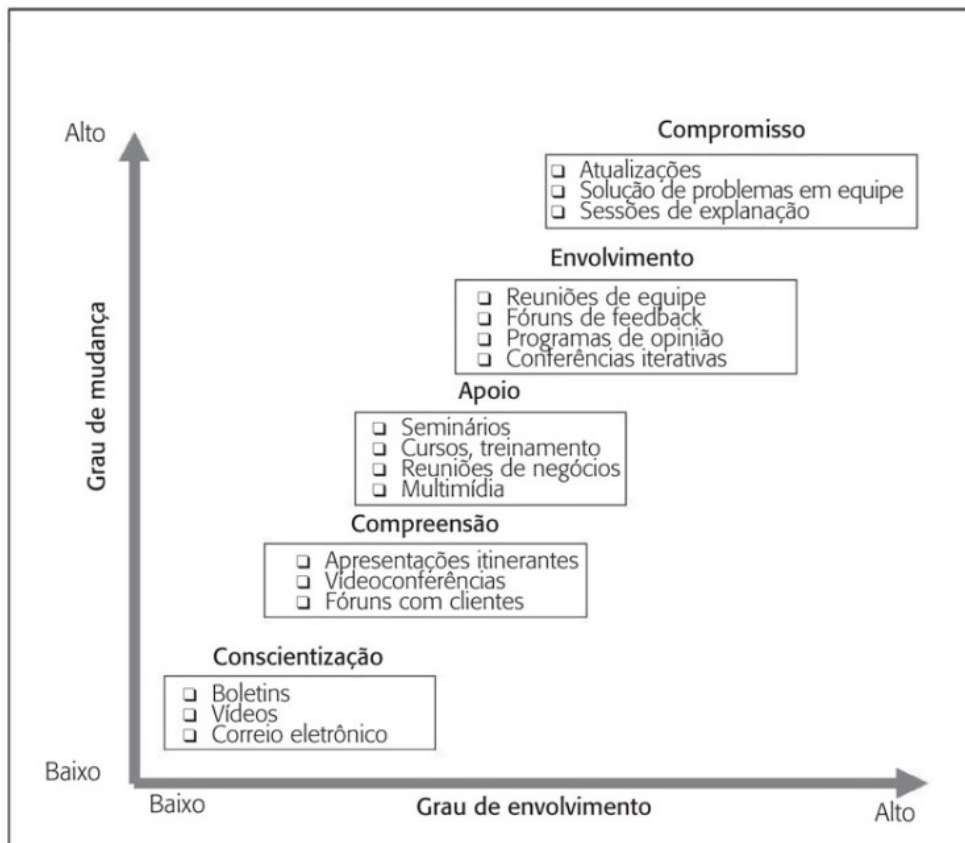 Alto
Compromisso
❑ Atualizações
❑ Solução de problemas em equipe
❑ Sessões de explanação
Envolvimento
❑ Reuniões de equipe
❑ Fóruns de feedback
❑ Programas de opinião
❑ Conferências iterativas
Grau de mudança
Apoio
❑ Seminários
❑ Cursos, treinamento
❑ Reuniões de negócios
❑ Multimídia
Compreensão
❑ Apresentações itinerantes
❑ Videoconferências
❑ Fóruns com clientes
Conscientização
❑ Boletins
❑ Vídeos
❑ Correio eletrônico
Baixo
Baixo
Grau de envolvimento
Alto